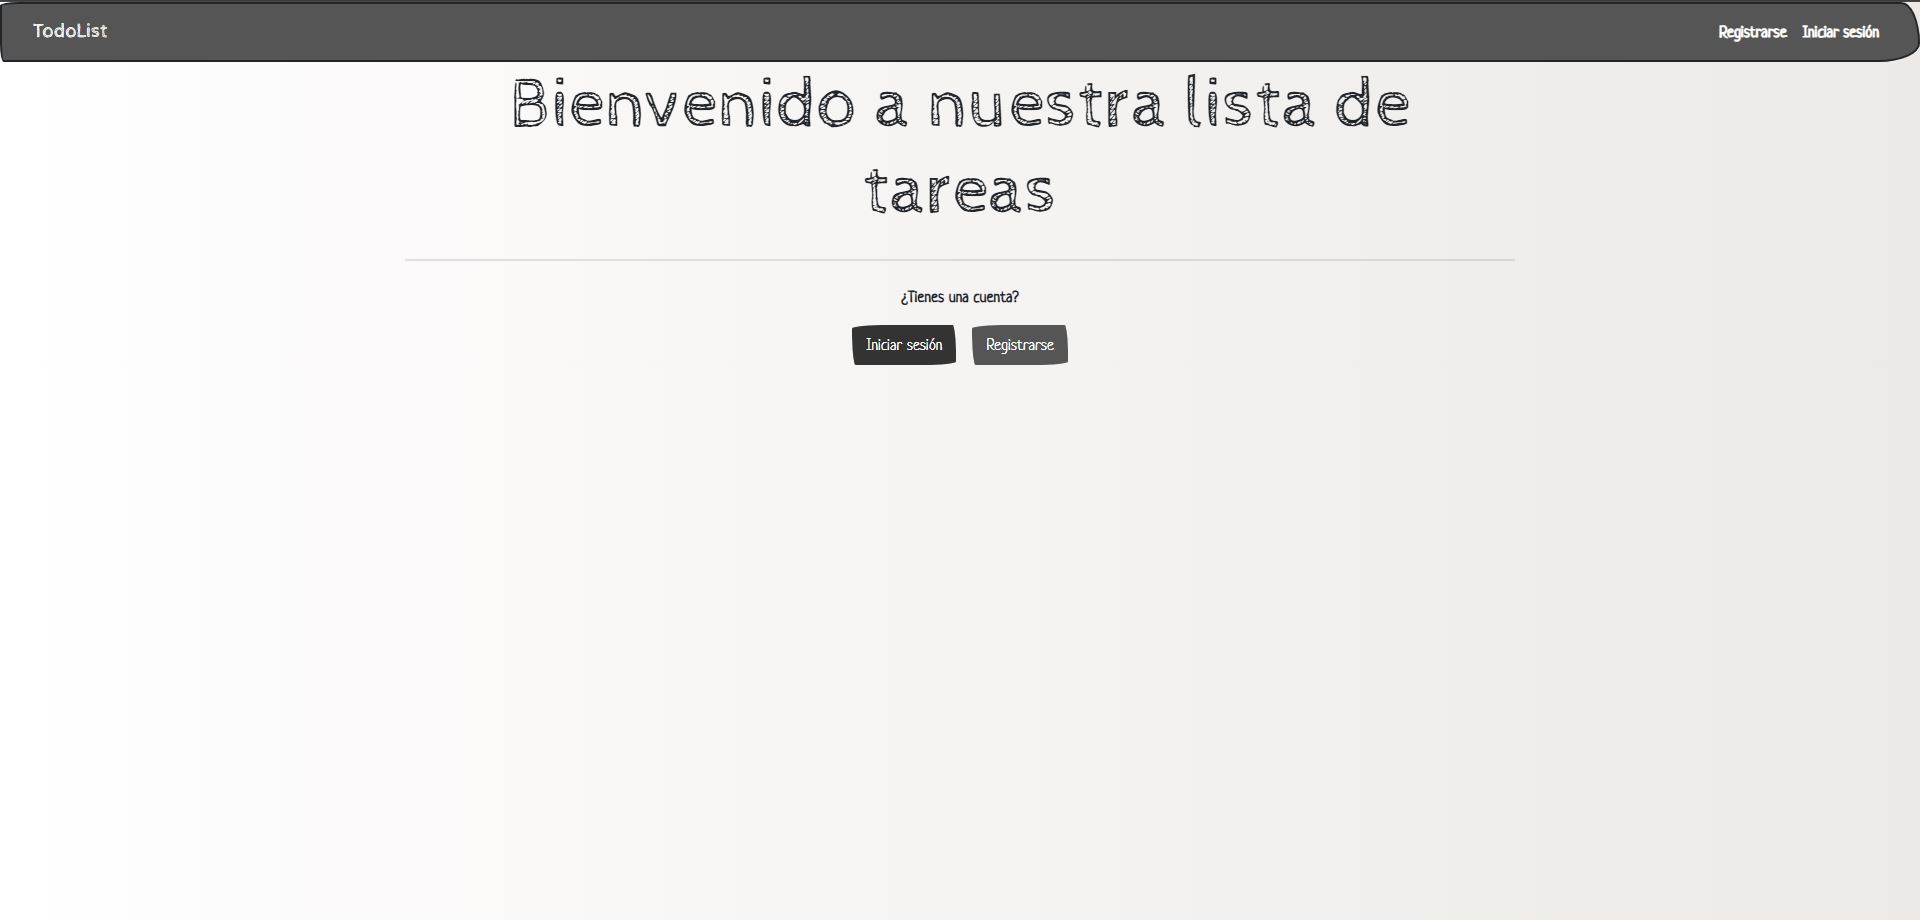 TodoList
Registrarse Iniciar sesión
Bienvenido a nuestra lista de
tareas
¿Tienes una cuenta?
Iniciar sesión Registrarse